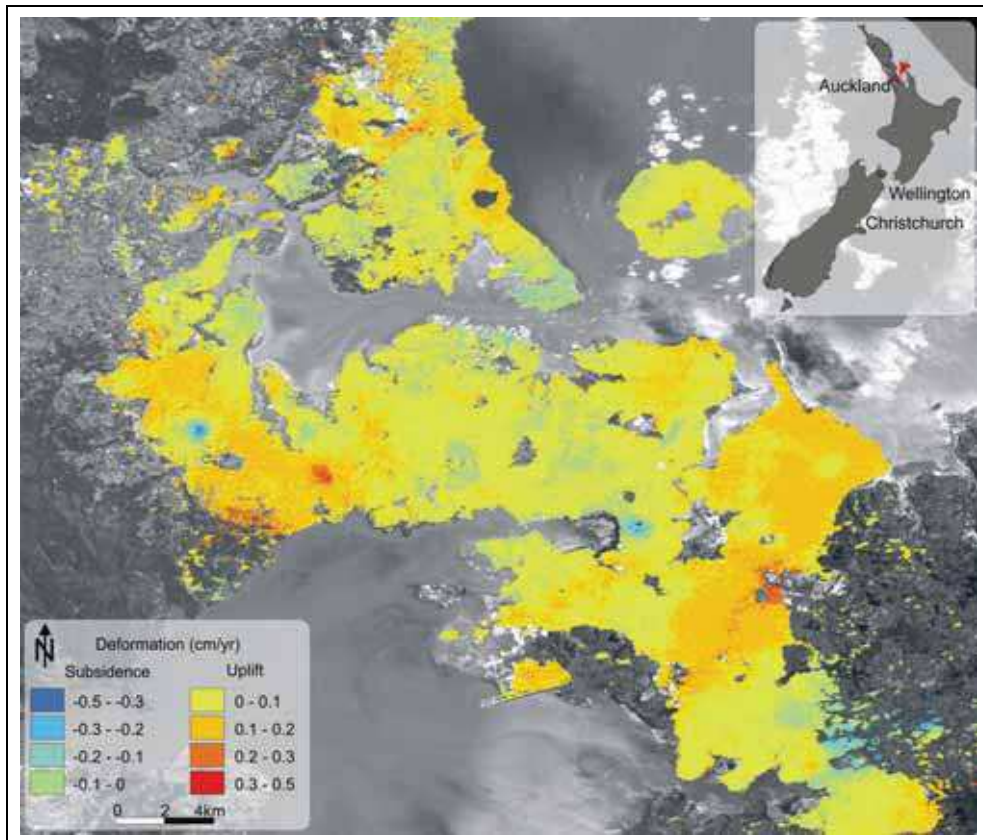 Auckland
Wellington
Christchurch
N
Deformation (cm/yr)
Subsidence Uplift
-0.5 - -0.3 0 - 0.1
-0.3 - -0.2 0.1 - 0.2
-0.2 - -0.1 0.2 - 0.3
-0.1 - 0 0.3 - 0.5
0 2 4km